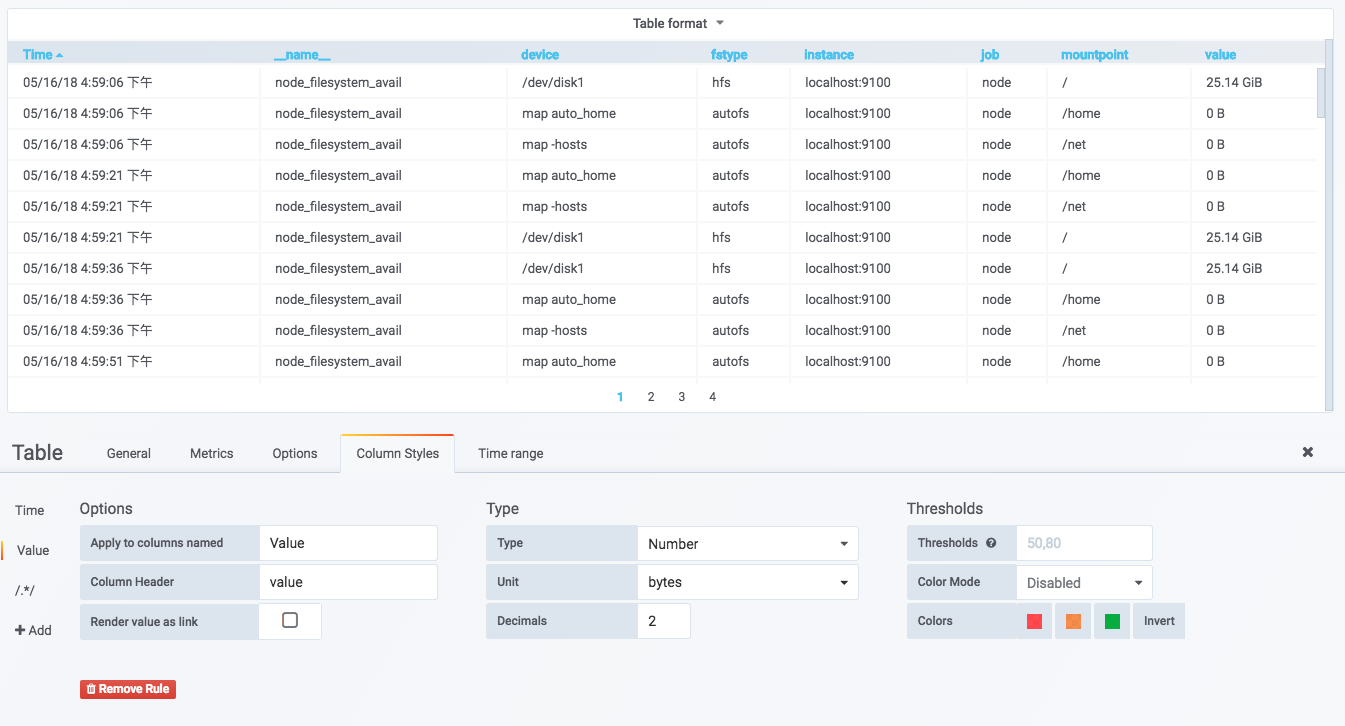 Table format
Time __name__ device fstype instance job mountpoint value
05/16/18 4:59:06 下午 node_filesystem_avail /dev/disk1 hfs localhost:9100 node / 25.14 GiB
05/16/18 4:59:06 下午 node_filesystem_avail map auto_home autofs localhost:9100 node /home 0 B
05/16/18 4:59:06 下午 node_filesystem_avail map -hosts autofs localhost:9100 node /net 0 B
05/16/18 4:59:21 下午 node_filesystem_avail map auto_home autofs localhost:9100 node /home 0 B
05/16/18 4:59:21 下午 node_filesystem_avail map -hosts autofs localhost:9100 node /net 0 B
05/16/18 4:59:21 下午 node_filesystem_avail /dev/disk1 hfs localhost:9100 node / 25.14 GiB
05/16/18 4:59:36 下午 node_filesystem_avail /dev/disk1 hfs localhost:9100 node / 25.14 GiB
05/16/18 4:59:36 下午 node_filesystem_avail map auto_home autofs localhost:9100 node /home 0 B
05/16/18 4:59:36 下午 node_filesystem_avail map -hosts autofs localhost:9100 node /net 0 B
05/16/18 4:59:51 下午 node_filesystem_avail map auto_home autofs localhost:9100 node /home 0 B
1 2 3 4
Table General Metrics Options Column Styles Time range
Time
Value
/.*/
Add
Options
Apply to columns named Value
Column Header value
Render value as link
Remove Rule
Type
Type Number
Unit bytes
Decimals 2
Thresholds
Thresholds 50,80
Color Mode Disabled
Colors Invert